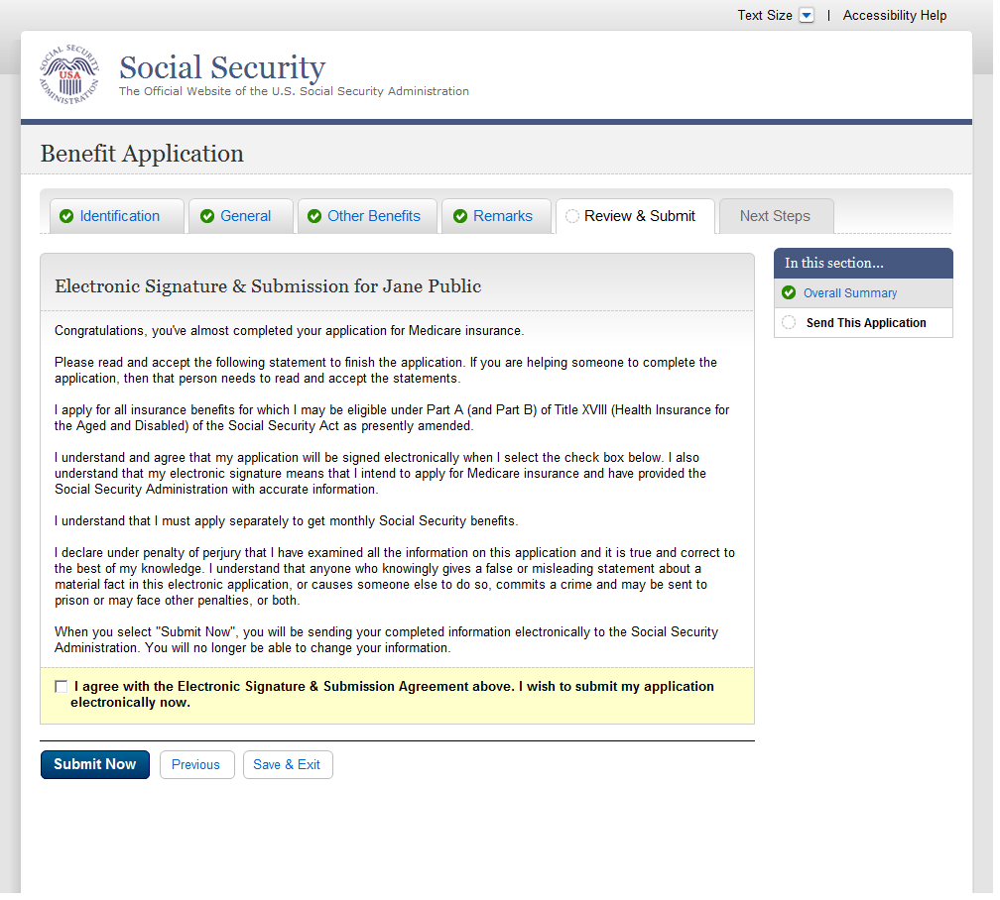 Text Size | Accessibility Help
SOCIAL SECURITY ADMINISTRATION
USA
Social Security
The Official Website of the U.S. Social Security Administration
Benefit Application
Identification General Other Benefits Remarks Review & Submit Next Steps
In this section...
Overall Summary
Send This Application
Electronic Signature & Submission for Jane Public
Congratulations, you've almost completed your application for Medicare insurance.
Please read and accept the following statement to finish the application. If you are helping someone to complete the
application, then that person needs to read and accept the statements.
I apply for all insurance benefits for which I may be eligible under Part A (and Part B) of Title XVIII (Health Insurance for
the Aged and Disabled) of the Social Security Act as presently amended.
I understand and agree that my application will be signed electronically when I select the check box below. I also
understand that my electronic signature means that I intend to apply for Medicare insurance and have provided the
Social Security Administration with accurate information.
I understand that I must apply separately to get monthly Social Security benefits.
I declare under penalty of perjury that I have examined all the information on this application and it is true and correct to
the best of my knowledge. I understand that anyone who knowingly gives a false or misleading statement about a
material fact in this electronic application, or causes someone else to do so, commits a crime and may be sent to
prison or may face other penalties, or both.
When you select "Submit Now", you will be sending your completed information electronically to the Social Security
Administration. You will no longer be able to change your information.
I agree with the Electronic Signature & Submission Agreement above. I wish to submit my application
electronically now.
Submit Now Previous Save & Exit